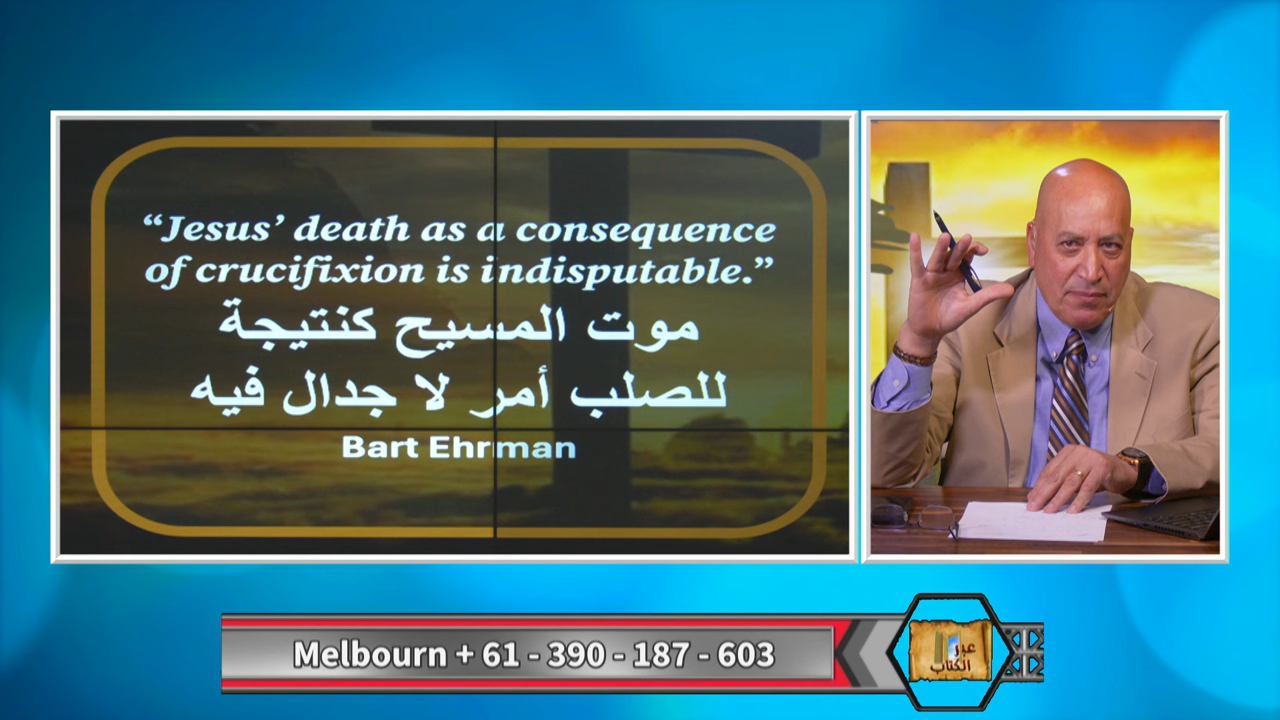 “Jesus’ death as a consequence
of crucifixion is indisputable.”
موت المسيح كنتيجة
للصلب أمر لا جدال فيه
Bart Ehrman
Melbourn + 61 - 390 - 187 - 603
عبر
الكتاب